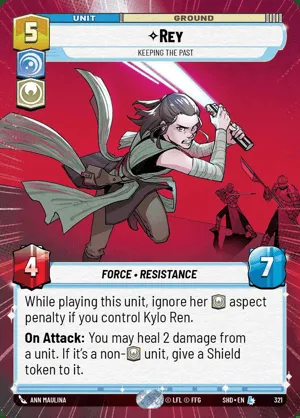 UNIT GROUND
5
Rey
KEEPING THE PAST
4
FORCE • RESISTANCE
7
While playing this unit, ignore her aspect
penalty if you control Kylo Ren.
On Attack: You may heal 2 damage from
a unit. If it's a non- unit, give a Shield
token to it.
ANN MAULINA © LFL © FFG SHD • EN 321